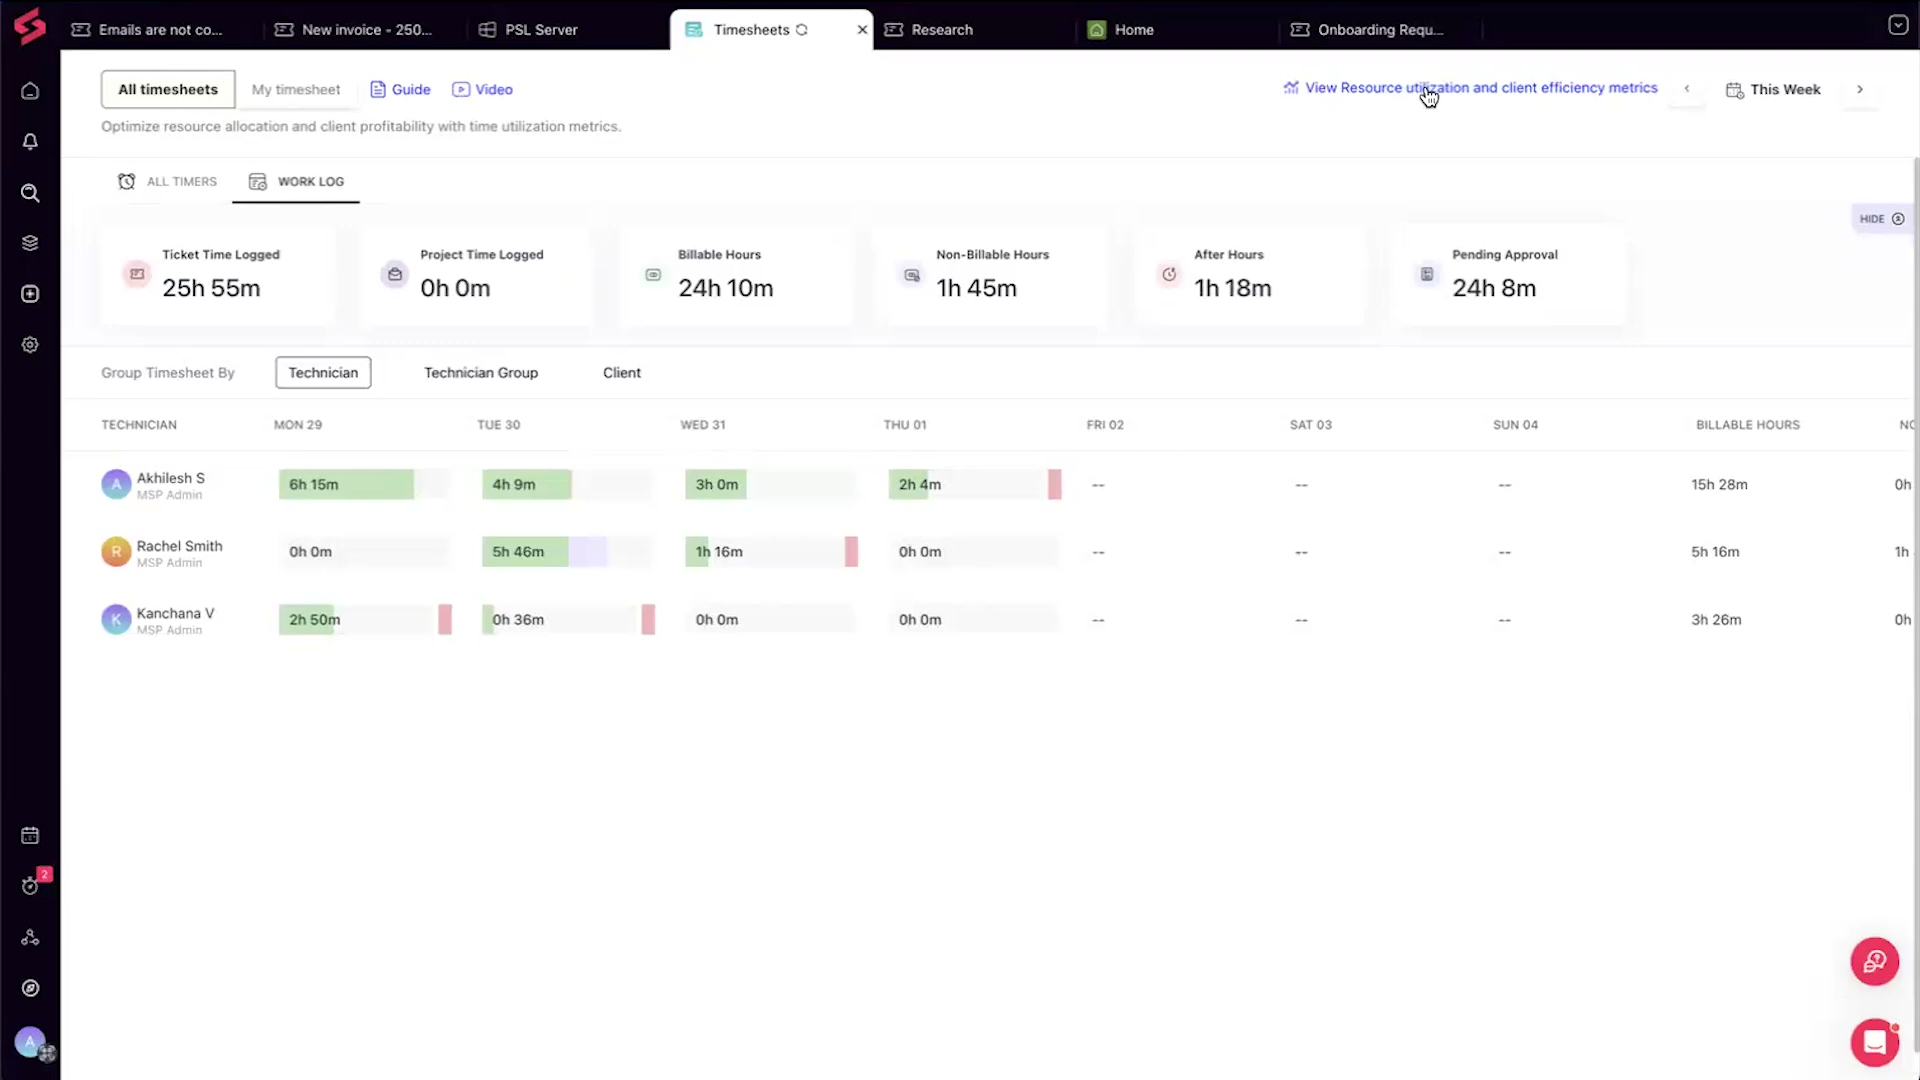 Emails are not co...
New invoice - 250...
PSL Server
Timesheets
Research
Home
Onboarding Requ...
All timesheets
My timesheet
Guide
Video
View Resource utilization and client efficiency metrics
This Week
Optimize resource allocation and client profitability with time utilization metrics.
ALL TIMERS
WORK LOG
HIDE
Ticket Time Logged
25h 55m
Project Time Logged
0h 0m
Billable Hours
24h 10m
Non-Billable Hours
1h 45m
After Hours
1h 18m
Pending Approval
24h 8m
Group Timesheet By
Technician
Technician Group
Client
TECHNICIAN
MON 29
TUE 30
WED 31
THU 01
FRI 02
SAT 03
SUN 04
BILLABLE HOURS
NO
A
Akhilesh S
MSP Admin
6h 15m
4h 9m
3h 0m
2h 4m
--
--
--
15h 28m
0h
R
Rachel Smith
MSP Admin
0h 0m
5h 46m
1h 16m
0h 0m
--
--
--
5h 16m
1h
K
Kanchana V
MSP Admin
2h 50m
0h 36m
0h 0m
0h 0m
--
--
--
3h 26m
0h
2
A